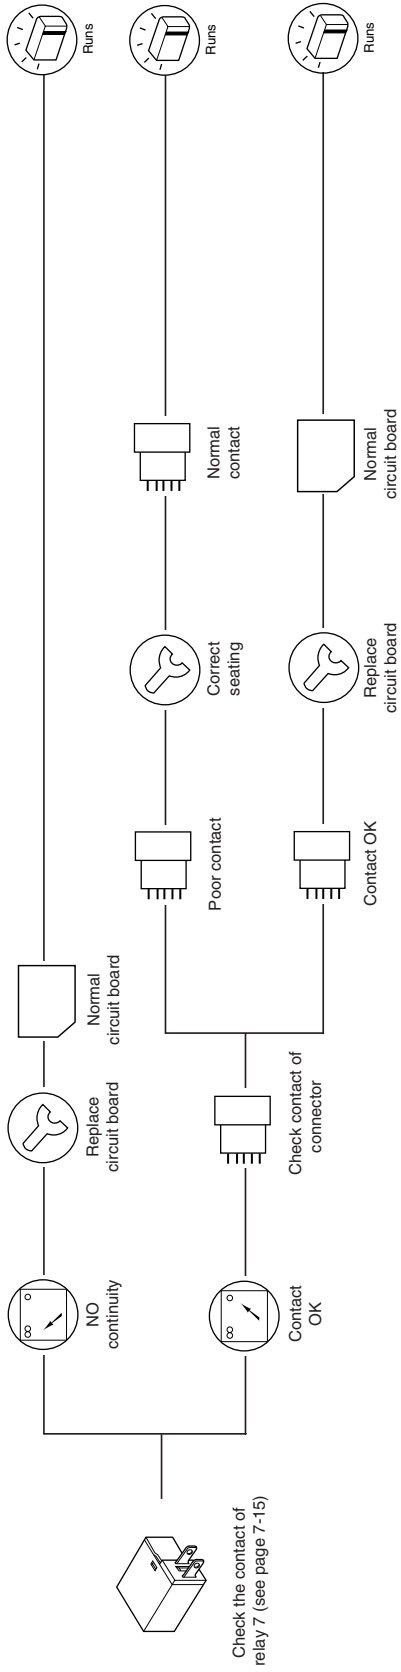 Check the contact of
relay 7 (see page 7-15)
NO
continuity
Replace
circuit board
Normal
circuit board
Runs
Contact
OK
Check contact of
connector
Poor contact
Correct
seating
Normal
contact
Runs
Contact OK
Replace
circuit board
Normal
circuit board
Runs